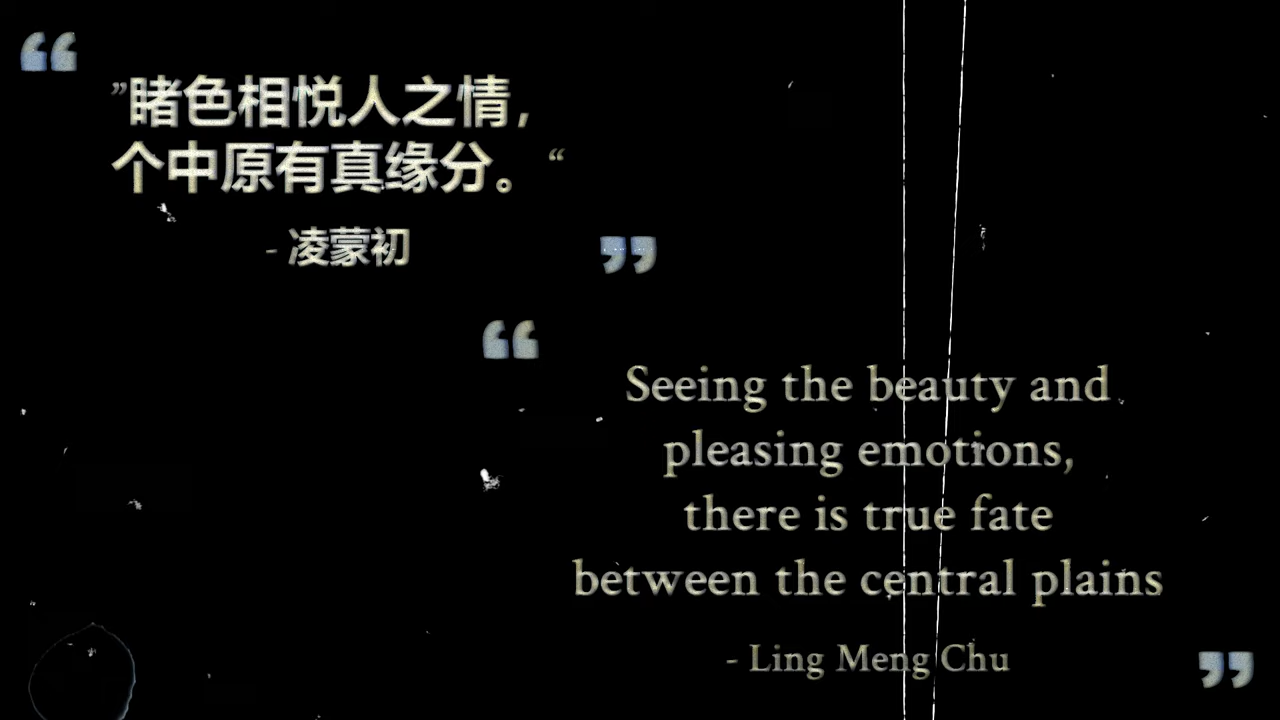 “
”睹色相悦人之情,
个中原有真缘分。“
- 凌蒙初
”
“
Seeing the beauty and
pleasing emotions,
there is true fate
between the central plains
- Ling Meng Chu
”